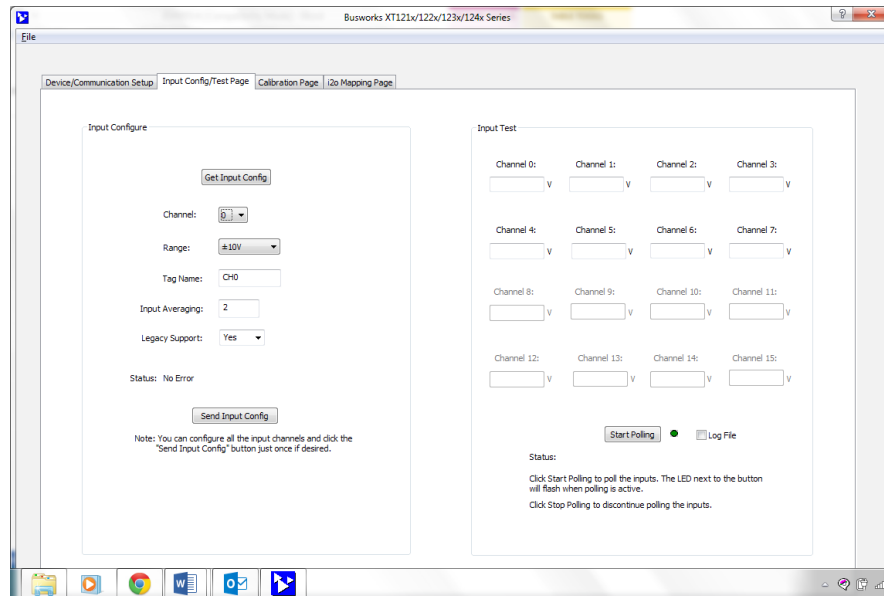 Busworks XT121x/122x/123x/124x Series
File
Device/Communication Setup
Input Config/Test Page
Calibration Page
i2o Mapping Page
Input Configure
Get Input Config
Channel: 0
Range: ±10V
Tag Name: CH0
Input Averaging: 2
Legacy Support: Yes
Status: No Error
Send Input Config
Note: You can configure all the input channels and click the
"Send Input Config" button just once if desired.
Input Test
Channel 0: Channel 1: Channel 2: Channel 3:
V V V V
Channel 4: Channel 5: Channel 6: Channel 7:
V V V V
Channel 8: Channel 9: Channel 10: Channel 11:
V V V V
Channel 12: Channel 13: Channel 14: Channel 15:
V V V V
Start Polling Log File
Status:
Click Start Polling to poll the inputs. The LED next to the button
will flash when polling is active.
Click Stop Polling to discontinue polling the inputs.